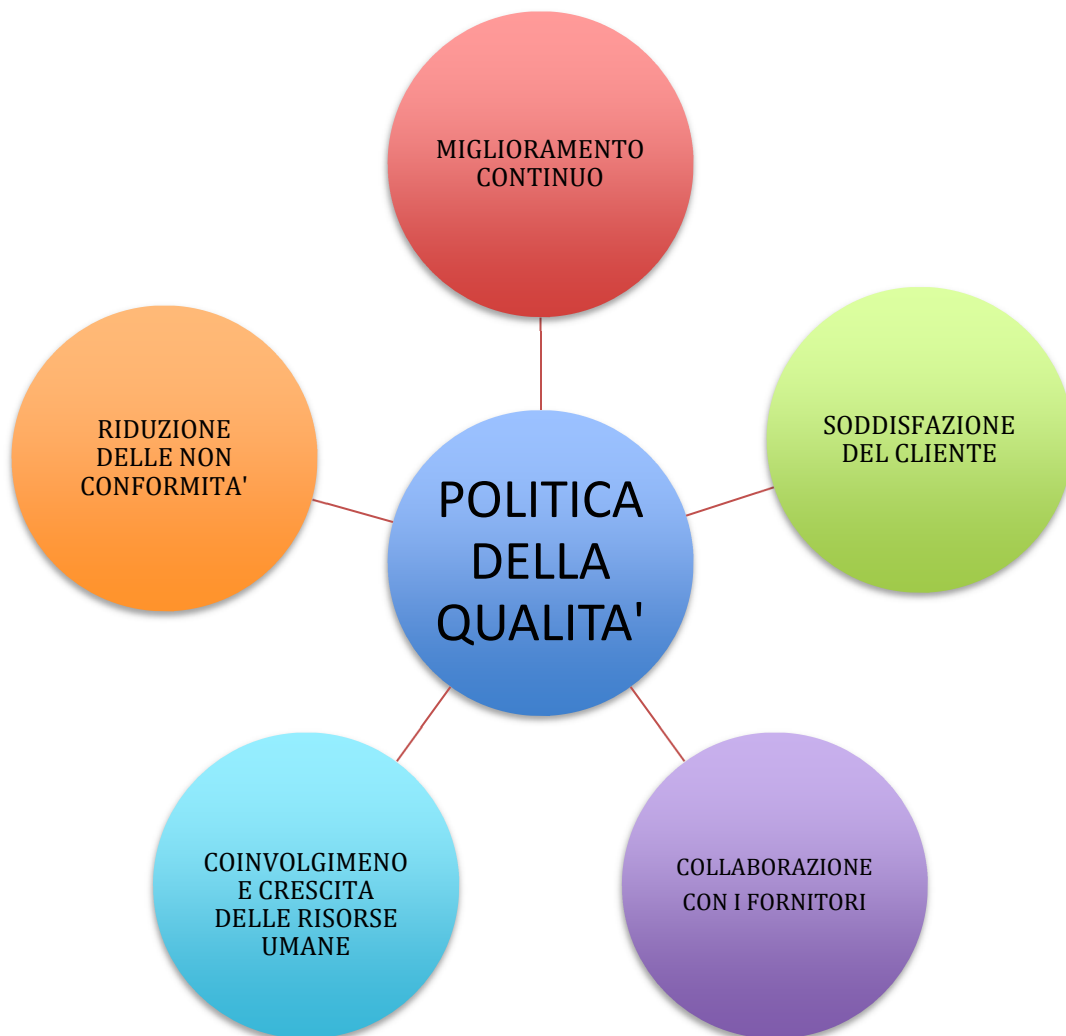 MIGLIORAMENTO
CONTINUO
SODDISFAZIONE
DEL CLIENTE
COLLABORAZIONE
CON I FORNITORI
COINVOLGIMENO
E CRESCITA
DELLE RISORSE
UMANE
RIDUZIONE
DELLE NON
CONFORMITA'
POLITICA
DELLA
QUALITA'